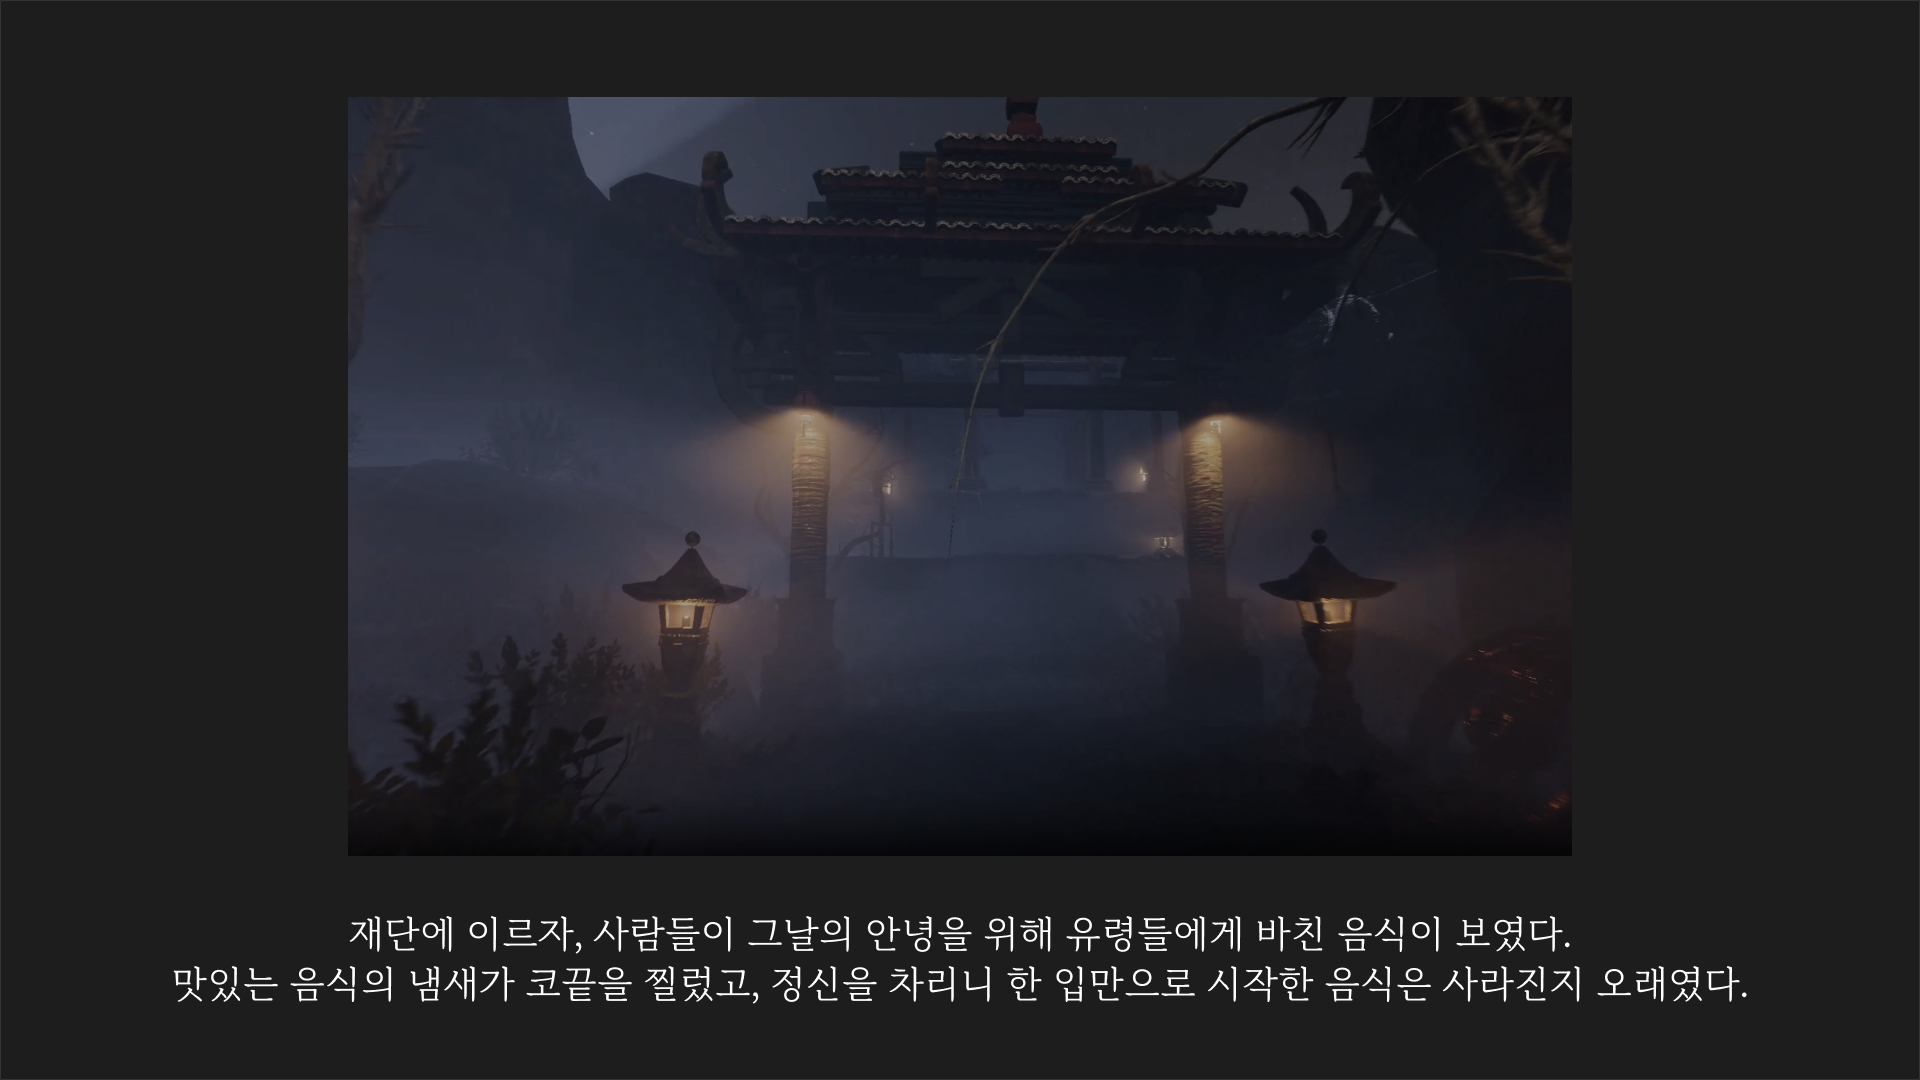 재단에 이르자, 사람들이 그날의 안녕을 위해 유령들에게 바친 음식이 보였다.
맛있는 음식의 냄새가 코끝을 찔렀고, 정신을 차리니 한 입만으로 시작한 음식은 사라진지 오래였다.